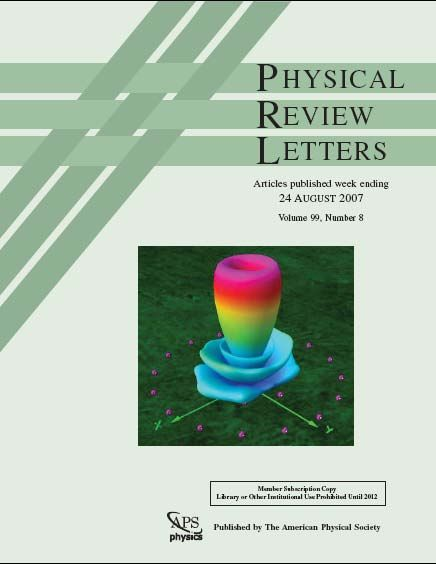 PHYSICAL
REVIEW
LETTERS
Articles published week ending
24 AUGUST 2007
Volume 99, Number 8
X
Y
Member Subscription Copy
Library or Other Institutional Use Prohibited Until 2012
APS
physics
Published by The American Physical Society